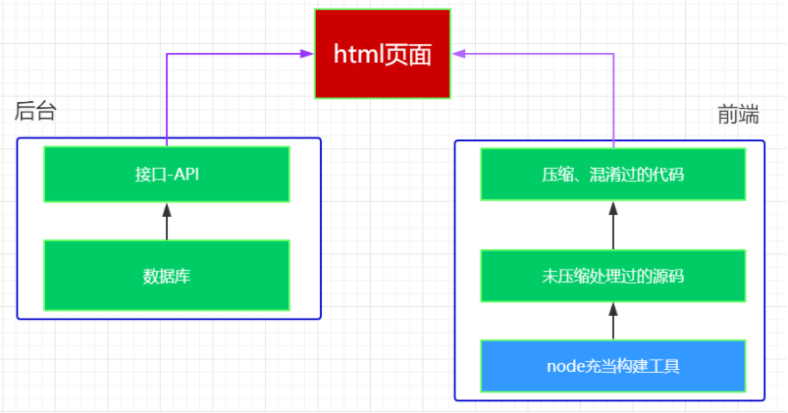 html页面
后台
前端
接口-API
数据库
压缩、混淆过的代码
未压缩处理过的源码
node充当构建工具